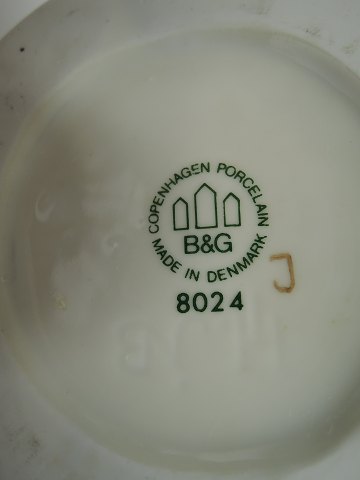 COPENHAGEN PORCELAIN
B&G
MADE IN DENMARK
8024
J